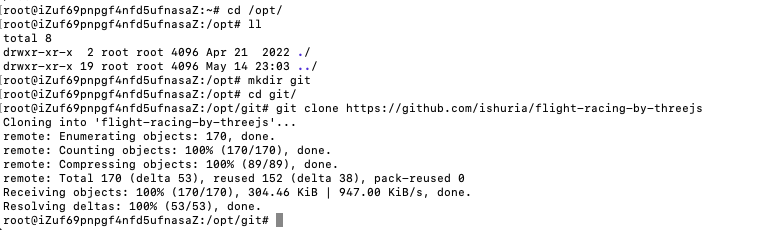 [root@iZuf69pnpgf4nfd5ufnasaZ:~# cd /opt/
[root@iZuf69pnpgf4nfd5ufnasaZ:/opt# ll
total 8
drwxr-xr-x  2 root root 4096 Apr 21  2022 ./
drwxr-xr-x 19 root root 4096 May 14 23:03 ../
[root@iZuf69pnpgf4nfd5ufnasaZ:/opt# mkdir git
[root@iZuf69pnpgf4nfd5ufnasaZ:/opt# cd git/
[root@iZuf69pnpgf4nfd5ufnasaZ:/opt/git# git clone https://github.com/ishuria/flight-racing-by-threejs
Cloning into 'flight-racing-by-threejs'...
remote: Enumerating objects: 170, done.
remote: Counting objects: 100% (170/170), done.
remote: Compressing objects: 100% (89/89), done.
remote: Total 170 (delta 53), reused 152 (delta 38), pack-reused 0
Receiving objects: 100% (170/170), 304.46 KiB | 947.00 KiB/s, done.
Resolving deltas: 100% (53/53), done.
root@iZuf69pnpgf4nfd5ufnasaZ:/opt/git#